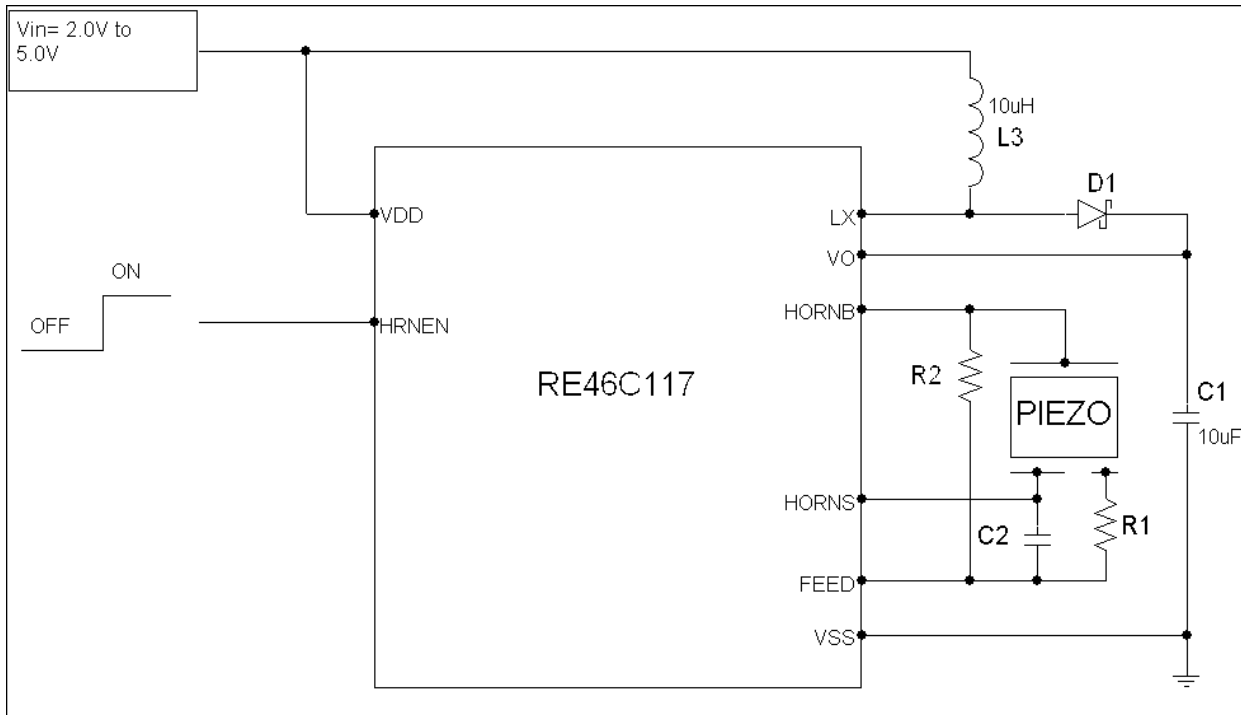 Vin= 2.0V to
5.0V
10uH
L3
D1
VDD
LX
VO
ON
OFF
HRNEN
HORNB
RE46C117
R2
PIEZO
C1
10uF
HORNS
C2
R1
FEED
VSS